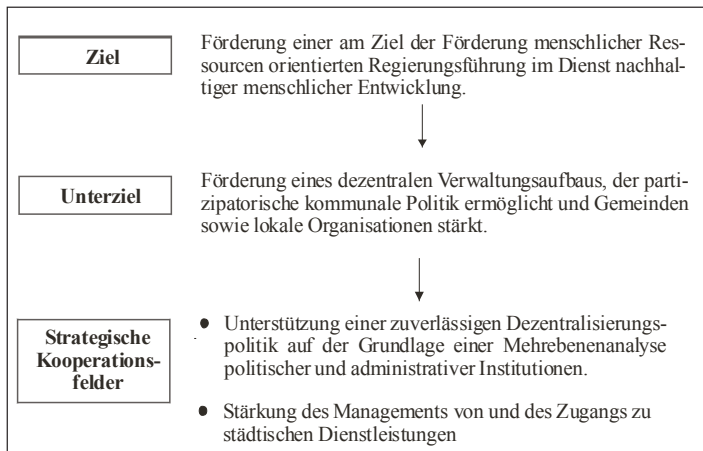 Ziel
Förderung einer am Ziel der Förderung menschlicher Res-
sourcen orientierten Regierungsführung im Dienst nachhal-
tiger menschlicher Entwicklung.
Unterziel
Förderung eines dezentralen Verwaltungsaufbaus, der parti-
zipatorische kommunale Politik ermöglicht und Gemeinden
sowie lokale Organisationen stärkt.
Strategische
Kooperations-
felder
● Unterstützung einer zuverlässigen Dezentralisierungs-
politik auf der Grundlage einer Mehrebenenanalyse
politischer und administrativer Institutionen.
● Stärkung des Managements von und des Zugangs zu
städtischen Dienstleistungen